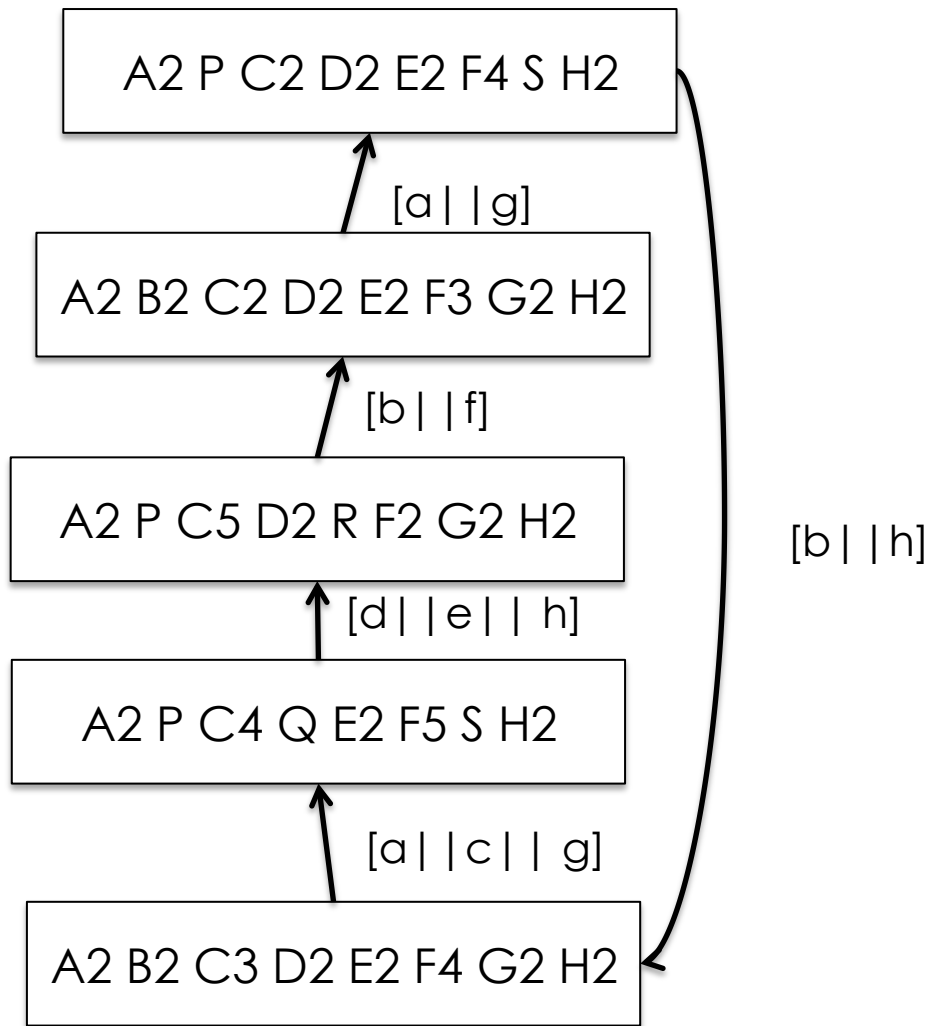 A2 P C2 D2 E2 F4 S H2
[a||g]
A2 B2 C2 D2 E2 F3 G2 H2
[b||f]
A2 P C5 D2 R F2 G2 H2
[b||h]
[d||e|| h]
A2 P C4 Q E2 F5 S H2
[a||c|| g]
A2 B2 C3 D2 E2 F4 G2 H2